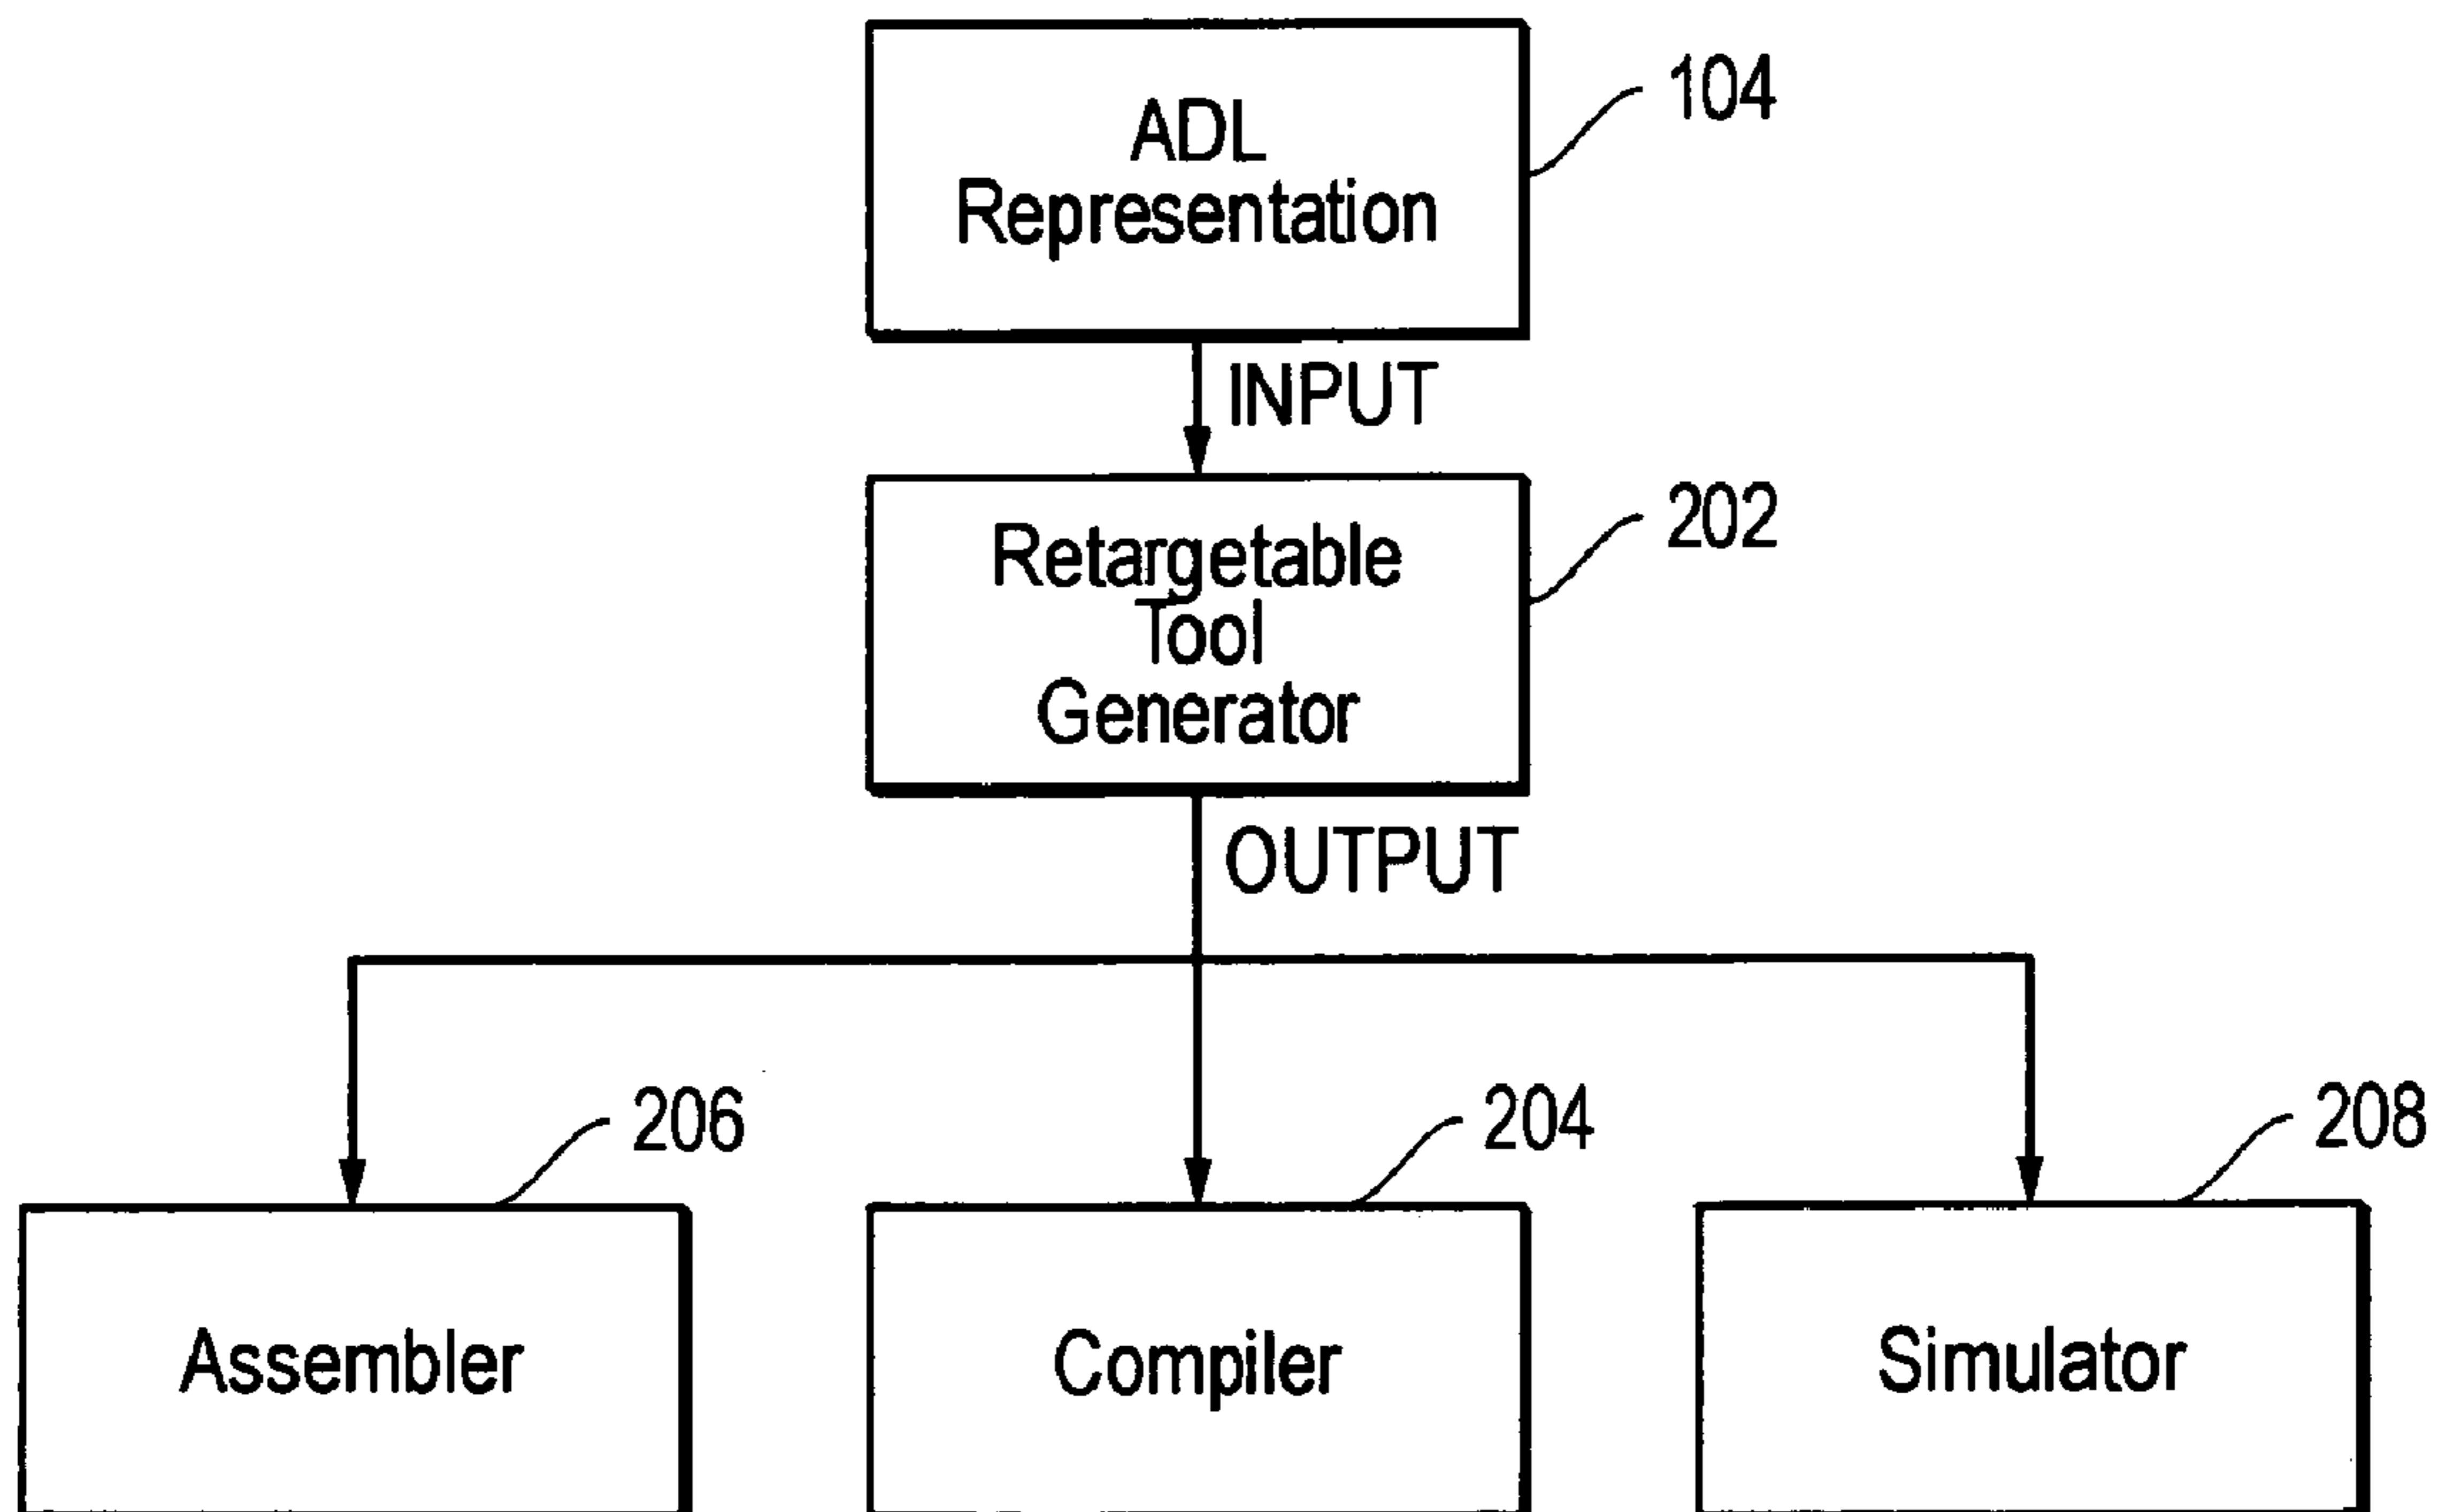 ADL
Representation
104
INPUT
Retargetable
Tool
Generator
202
OUTPUT
206
204
208
Assembler
Compiler
Simulator